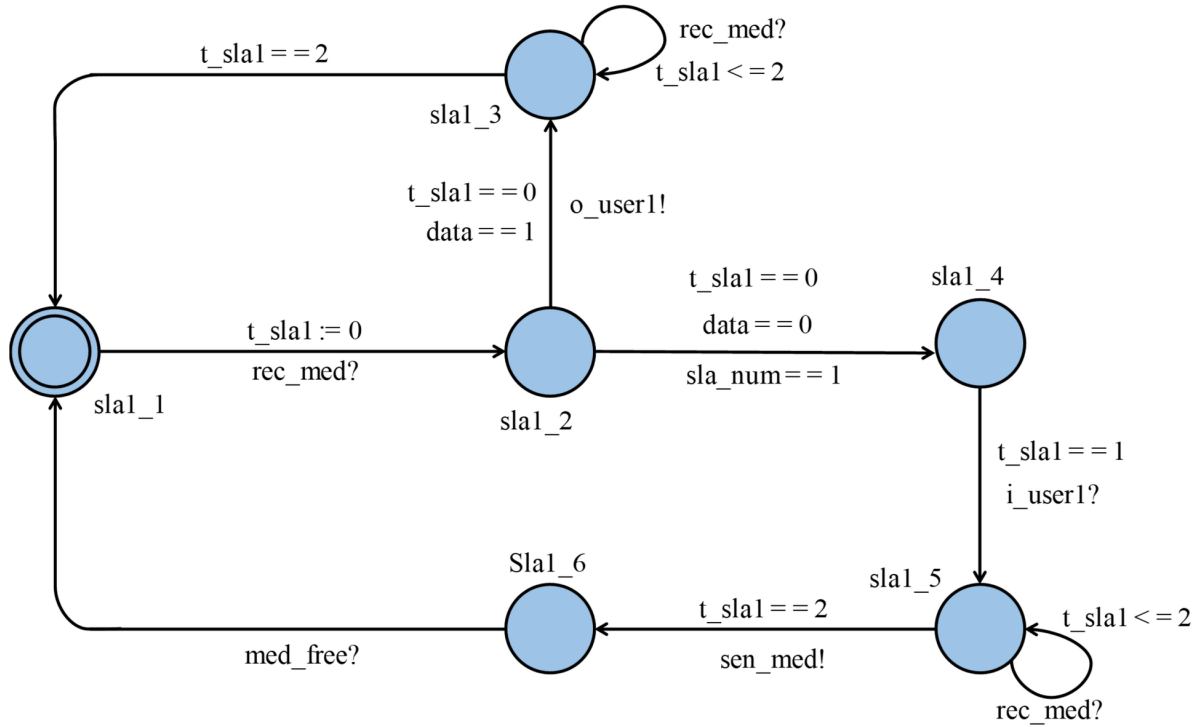 rec_med?
t_sla1 == 2
t_sla1 <= 2
sla1_3
t_sla1 == 0
o_user1!
data == 1
t_sla1 == 0
sla1_4
data == 0
t_sla1 := 0
rec_med?
sla_num == 1
sla1_1
sla1_2
t_sla1 == 1
i_user1?
Sla1_6
sla1_5
t_sla1 == 2
t_sla1 <= 2
med_free?
sen_med!
rec_med?